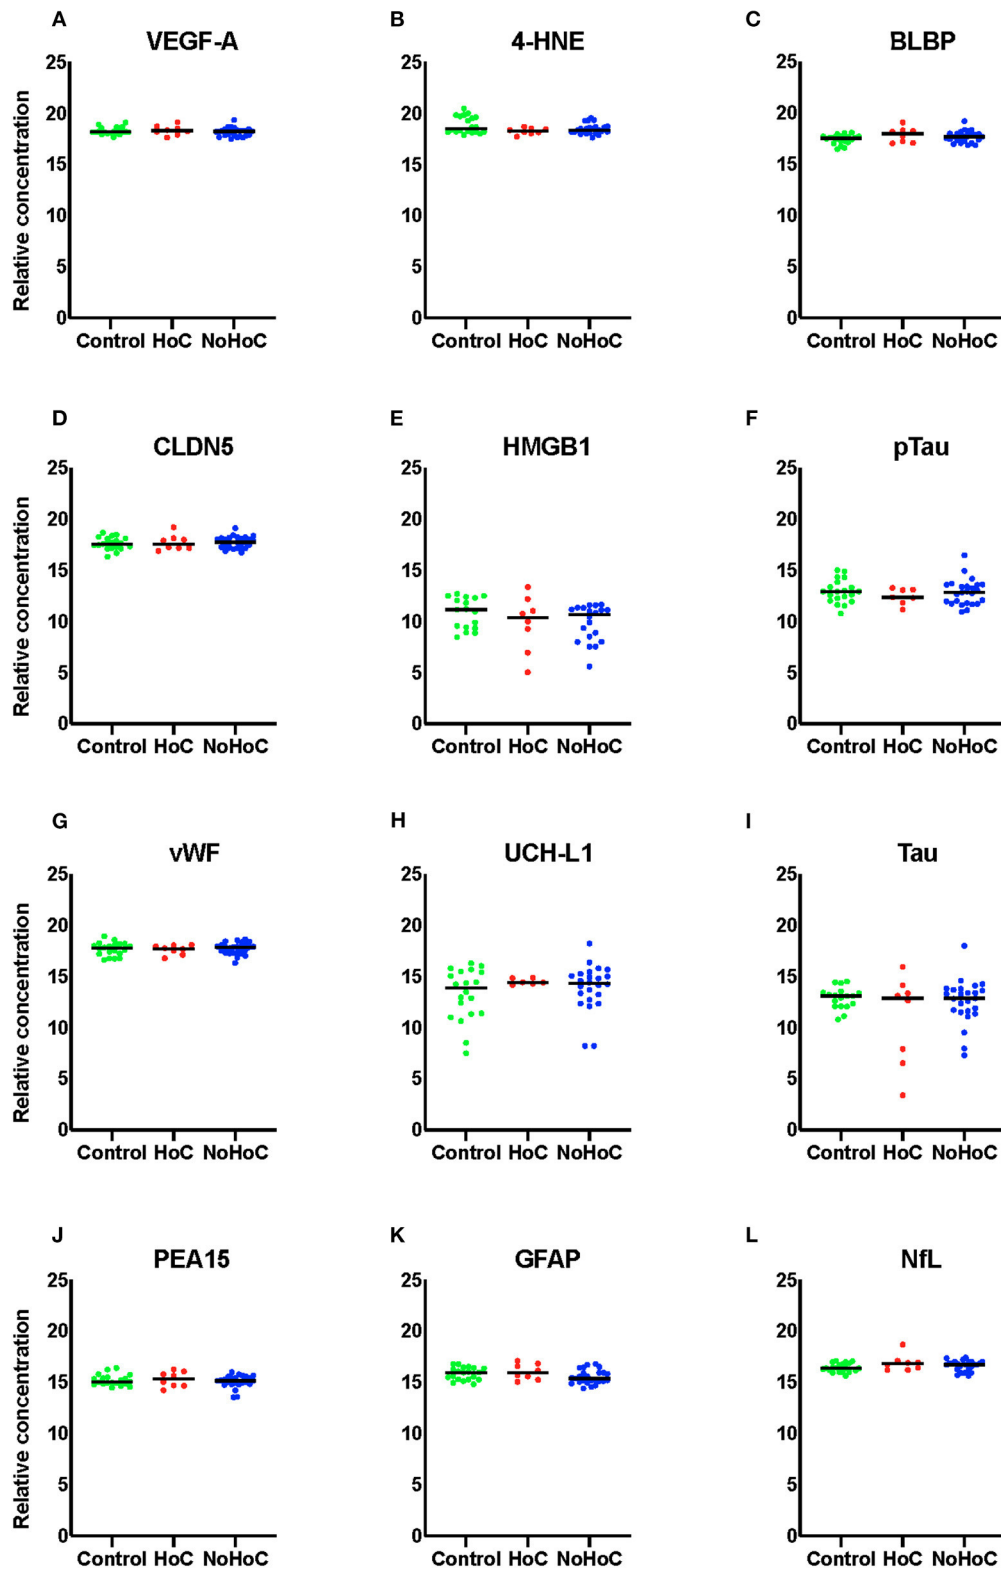 A B C
VEGF-A 4-HNE BLBP
Relative concentration
25 25 25
20 20 20
15 15 15
10 10 10
5 5 5
0 0 0
Control HoC NoHoC Control HoC NoHoC Control HoC NoHoC
D E F
CLDN5 HMGB1 pTau
Relative concentration
25 25 25
20 20 20
15 15 15
10 10 10
5 5 5
0 0 0
Control HoC NoHoC Control HoC NoHoC Control HoC NoHoC
G H I
vWF UCH-L1 Tau
Relative concentration
25 25 25
20 20 20
15 15 15
10 10 10
5 5 5
0 0 0
Control HoC NoHoC Control HoC NoHoC Control HoC NoHoC
J K L
PEA15 GFAP NfL
Relative concentration
25 25 25
20 20 20
15 15 15
10 10 10
5 5 5
0 0 0
Control HoC NoHoC Control HoC NoHoC Control HoC NoHoC